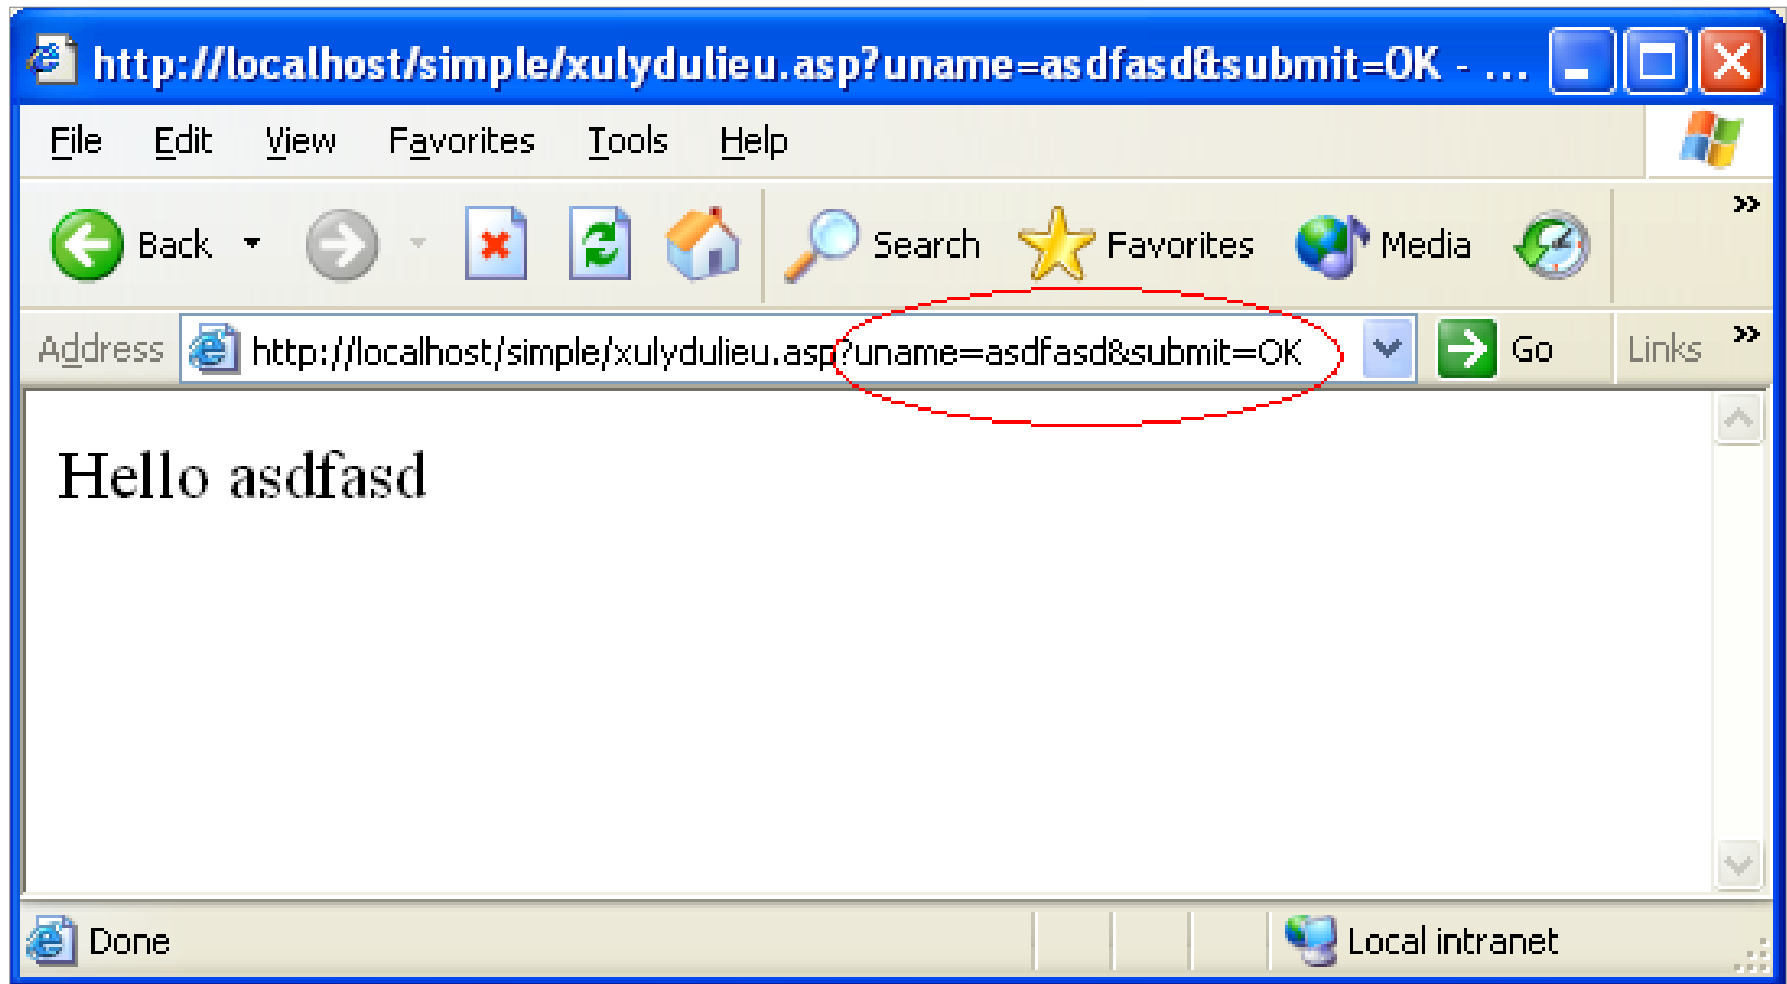 http://localhost/simple/xulydulieu.asp?uname=asdfasd&submit=OK - ...
File Edit View Favorites Tools Help
Back Search Favorites Media »
Address http://localhost/simple/xulydulieu.asp?uname=asdfasd&submit=OK Go Links »
Hello asdfasd
Done Local intranet